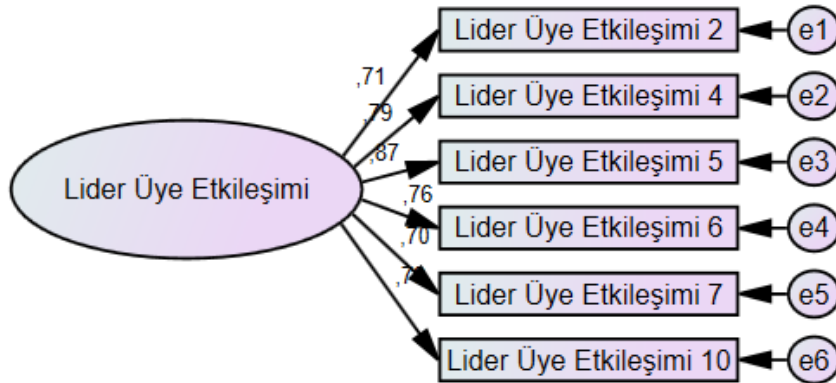 Lider Üye Etkileşimi 2
e1
,71
Lider Üye Etkileşimi 4
e2
,79
Lider Üye Etkileşimi 5
e3
,87
Lider Üye Etkileşimi
Lider Üye Etkileşimi 6
e4
,76
,70
Lider Üye Etkileşimi 7
e5
Lider Üye Etkileşimi 10
e6